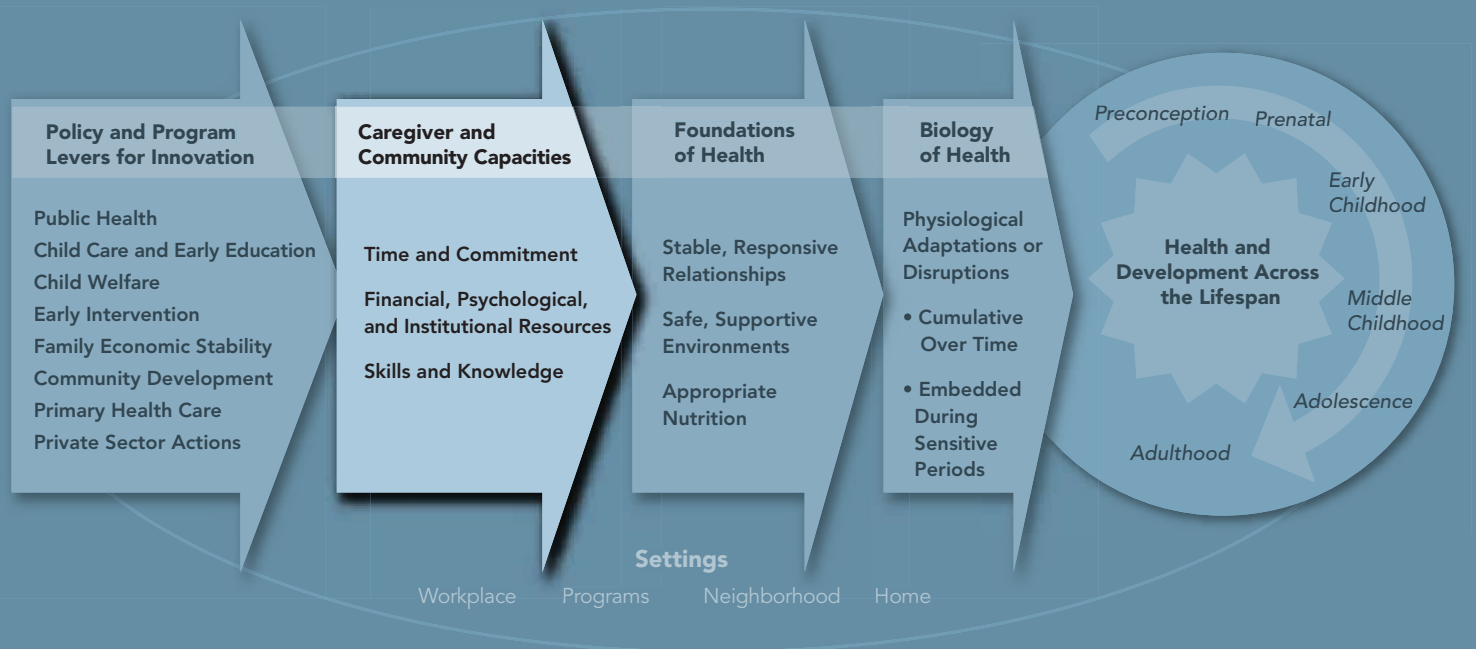 Policy and Program
Levers for Innovation
Public Health
Child Care and Early Education
Child Welfare
Early Intervention
Family Economic Stability
Community Development
Primary Health Care
Private Sector Actions
Caregiver and
Community Capacities
Time and Commitment
Financial, Psychological,
and Institutional Resources
Skills and Knowledge
Foundations
of Health
Stable, Responsive
Relationships
Safe, Supportive
Environments
Appropriate
Nutrition
Biology
of Health
Physiological
Adaptations or
Disruptions
• Cumulative
Over Time
• Embedded
During
Sensitive
Periods
Health and
Development Across
the Lifespan
Preconception
Prenatal
Early
Childhood
Middle
Childhood
Adolescence
Adulthood
Settings
Workplace Programs Neighborhood Home